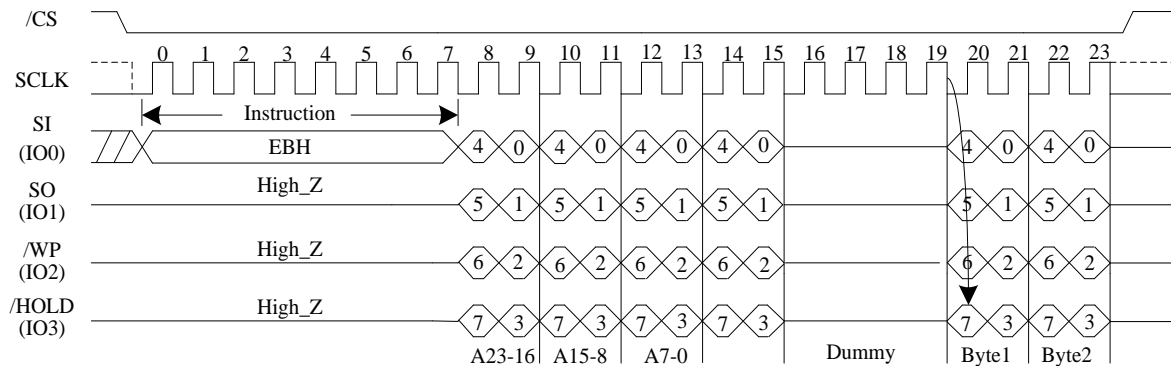 /CS
0 1 2 3 4 5 6 7 8 9 10 11 12 13 14 15 16 17 18 19 20 21 22 23
SCLK
Instruction
SI
(IO0)
EBH
4 0 4 0 4 0 4 0 4 0 4 0
SO
(IO1)
High_Z
5 1 5 1 5 1 5 1 5 1 5 1
/WP
(IO2)
High_Z
6 2 6 2 6 2 6 2 6 2 6 2
/HOLD
(IO3)
High_Z
7 3 7 3 7 3 7 3 7 3 7 3
A23-16 A15-8 A7-0 Dummy Byte1 Byte2